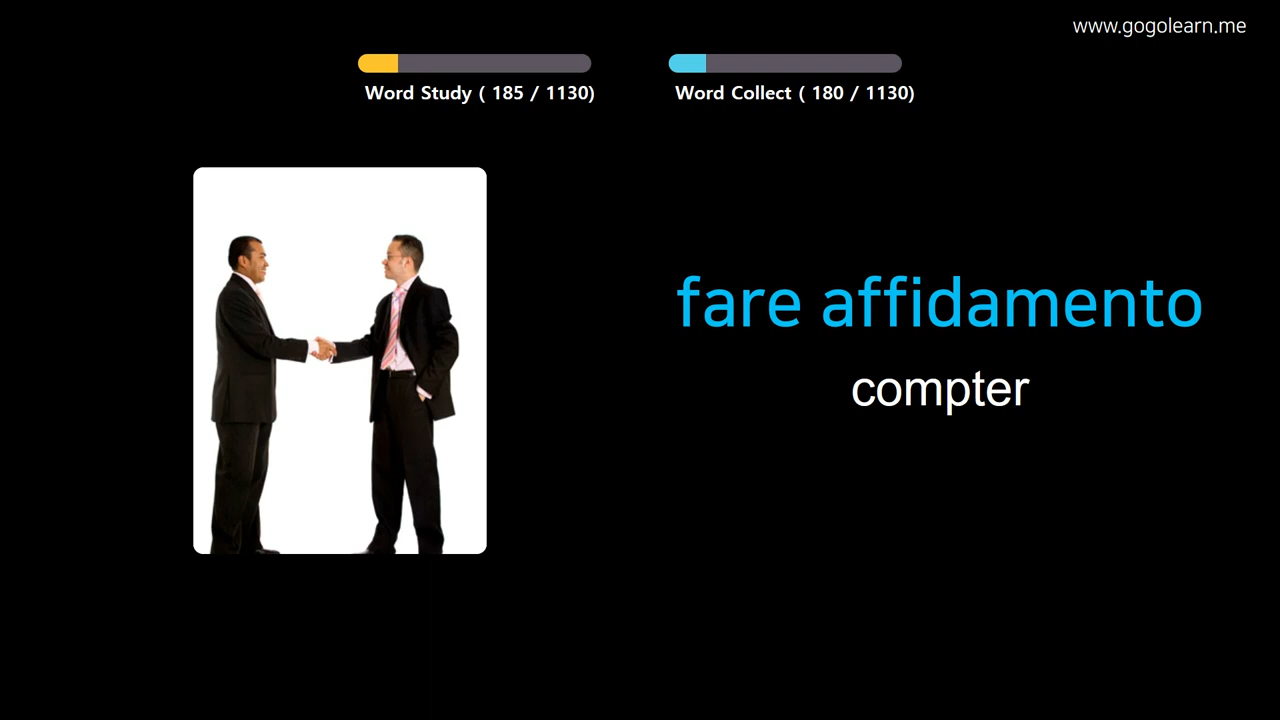 www.gogolearn.me
Word Study ( 185 / 1130)
Word Collect ( 180 / 1130)
fare affidamento
compter